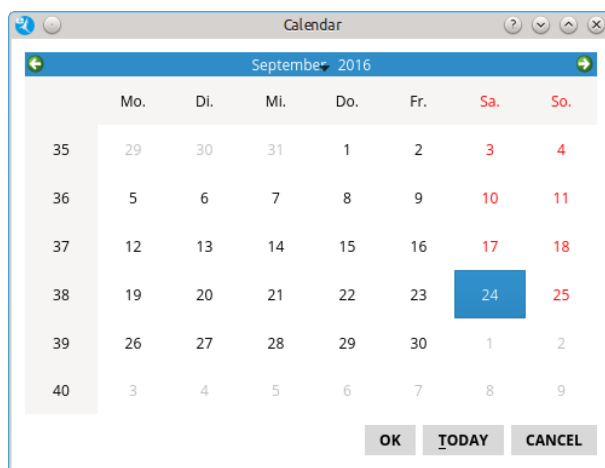 Calendar
September 2016
Mo. Di. Mi. Do. Fr. Sa. So.
35 29 30 31 1 2 3 4
36 5 6 7 8 9 10 11
37 12 13 14 15 16 17 18
38 19 20 21 22 23 24 25
39 26 27 28 29 30 1 2
40 3 4 5 6 7 8 9
OK TODAY CANCEL